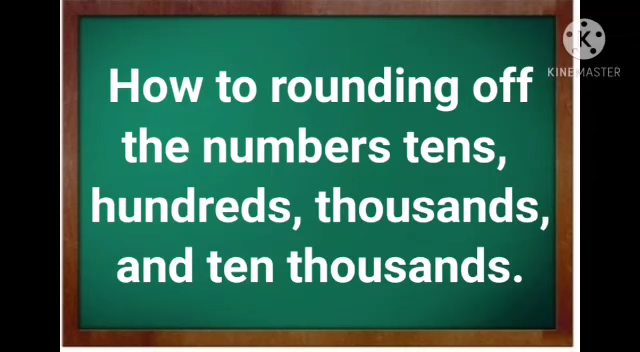 How to rounding off
the numbers tens,
hundreds, thousands,
and ten thousands.
K
KINEMASTER